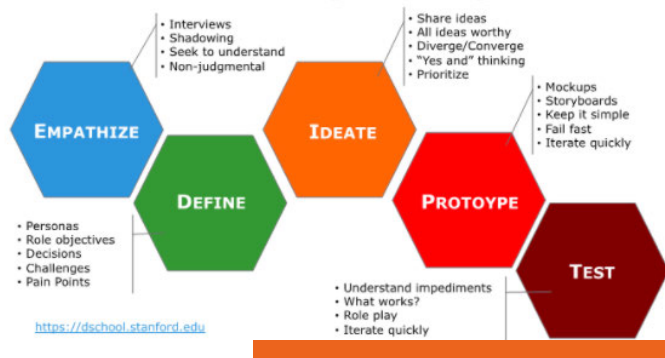 • Interviews
• Shadowing
• Seek to understand
• Non-judgmental
EMPATHIZE
• Personas
• Role objectives
• Decisions
• Challenges
• Pain Points
DEFINE
• Share ideas
• All ideas worthy
• Diverge/Converge
• “Yes and” thinking
• Prioritize
IDEATE
• Mockups
• Storyboards
• Keep it simple
• Fail fast
• Iterate quickly
PROTOYPE
• Understand impediments
• What works?
• Role play
• Iterate quickly
TEST
https://dschool.stanford.edu